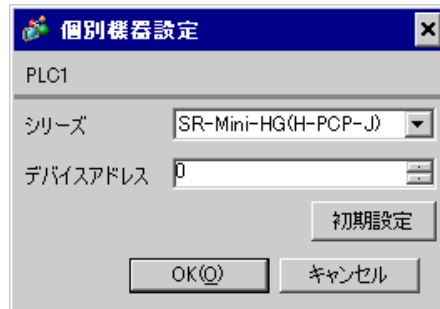 個別機器設定
PLC1
シリーズ SR-Mini-HG(H-PCP-J)
デバイスアドレス 0
初期設定
OK(O) キャンセル